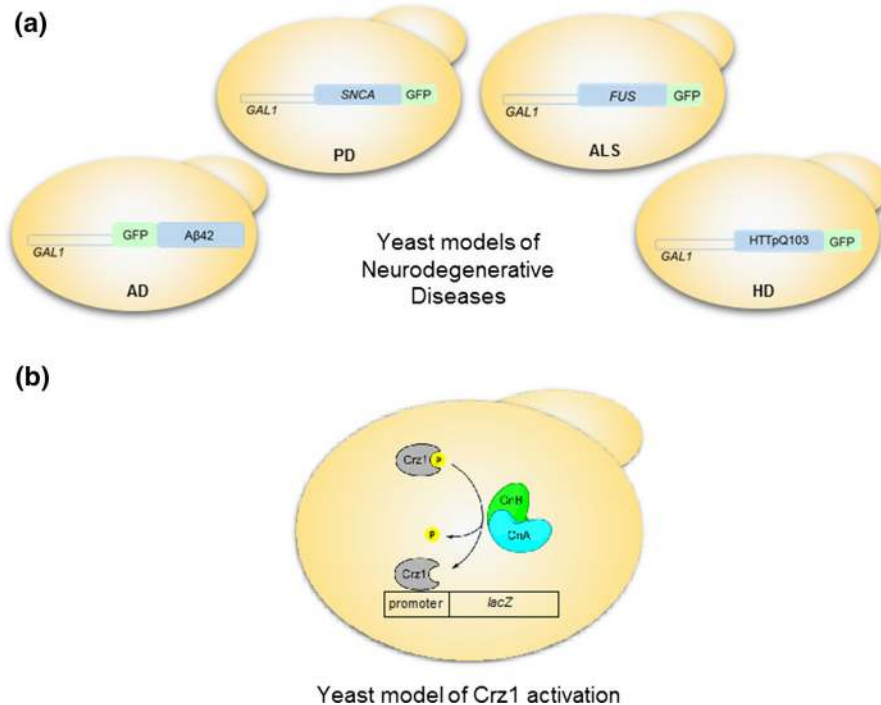 (a)
SNCA GFP
GAL1
PD
FUS GFP
GAL1
ALS
GFP Aβ42
GAL1
AD
Yeast models of
Neurodegenerative
Diseases
HTTpQ103 GFP
GAL1
HD
(b)
Crz1 P
CnB
CnA
P
Crz1
promoter lacZ
Yeast model of Crz1 activation